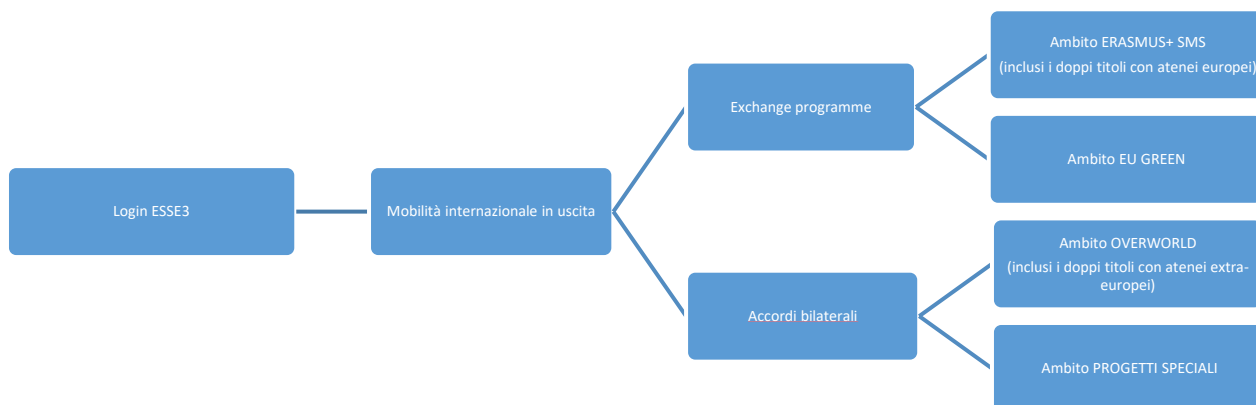 Login ESSE3
Mobilità internazionale in uscita
Exchange programme
Ambito ERASMUS+ SMS
(inclusi i doppi titoli con atenei europei)
Ambito EU GREEN
Accordi bilaterali
Ambito OVERWORLD
(inclusi i doppi titoli con atenei extra-
europei)
Ambito PROGETTI SPECIALI